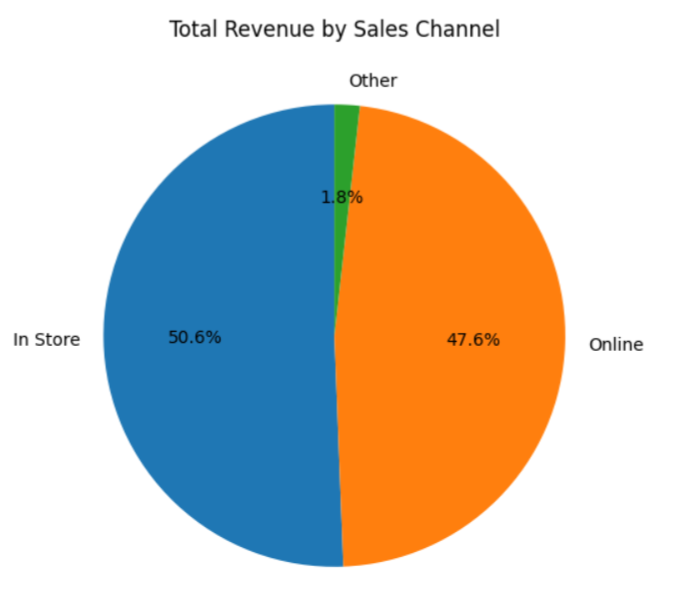 Total Revenue by Sales Channel
Other
1.8%
In Store
50.6%
47.6%
Online